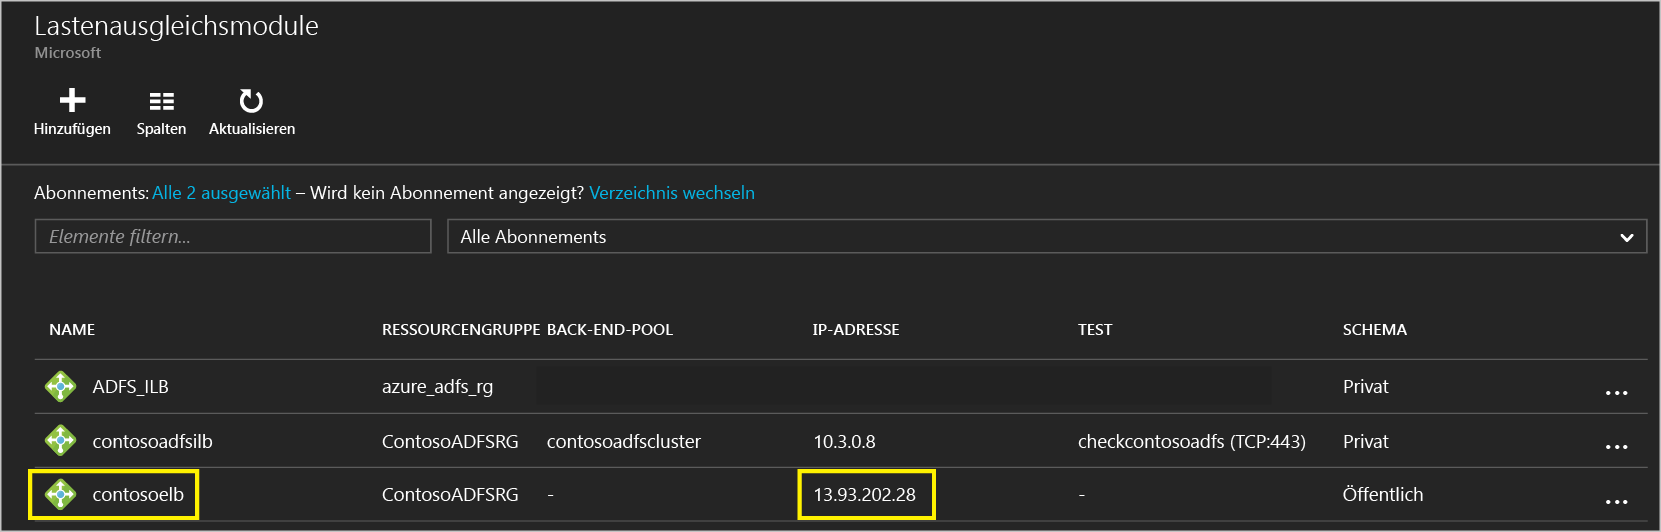 Lastenausgleichsmodule
Microsoft
Hinzufügen Spalten Aktualisieren
Abonnements: Alle 2 ausgewählt – Wird kein Abonnement angezeigt? Verzeichnis wechseln
Elemente filtern... Alle Abonnements
NAME RESSOURCENGRUPPE BACK-END-POOL IP-ADRESSE TEST SCHEMA
ADFS_ILB azure_adfs_rg Privat ...
contosoadfsilb ContosoADFSRG contosoadfscluster 10.3.0.8 checkcontosoadfs (TCP:443) Privat ...
contosoelb ContosoADFSRG - 13.93.202.28 - Öffentlich ...